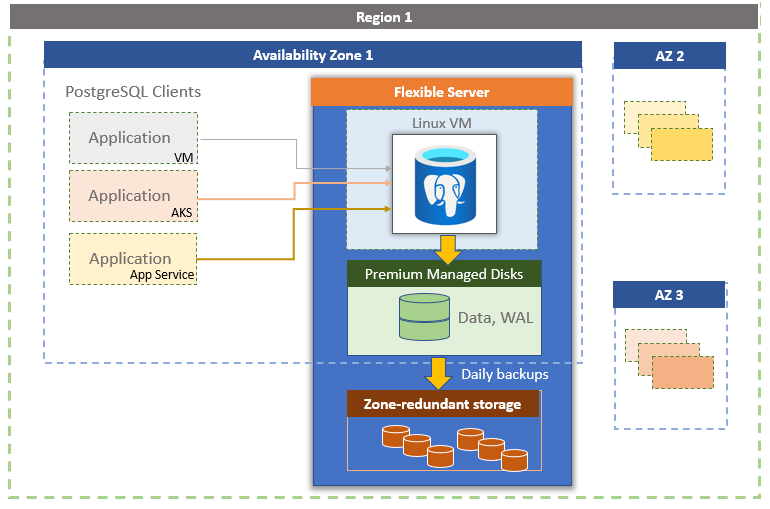 Region 1
Availability Zone 1
AZ 2
PostgreSQL Clients
Flexible Server
Linux VM
Application
VM
Application
AKS
Application
App Service
Premium Managed Disks
Data, WAL
AZ 3
Daily backups
Zone-redundant storage